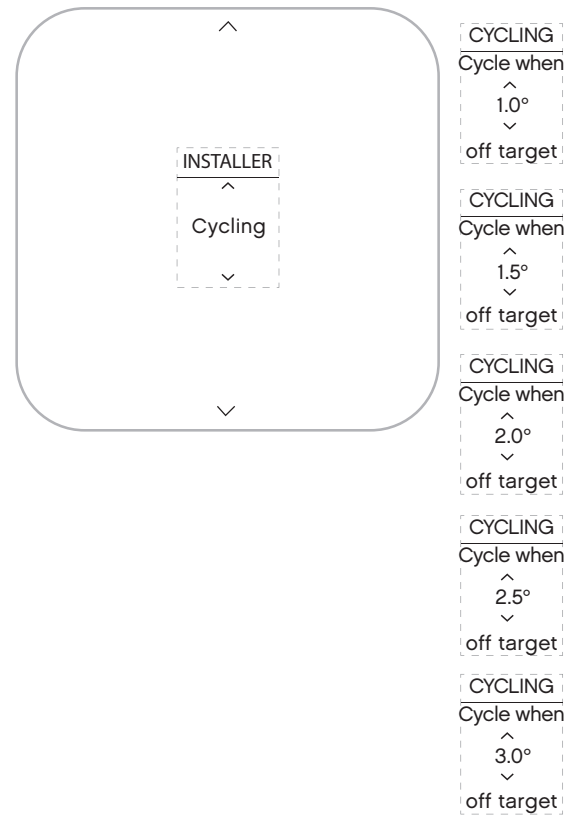 INSTALLER
Cycling
CYCLING
Cycle when
1.0°
off target
CYCLING
Cycle when
1.5°
off target
CYCLING
Cycle when
2.0°
off target
CYCLING
Cycle when
2.5°
off target
CYCLING
Cycle when
3.0°
off target